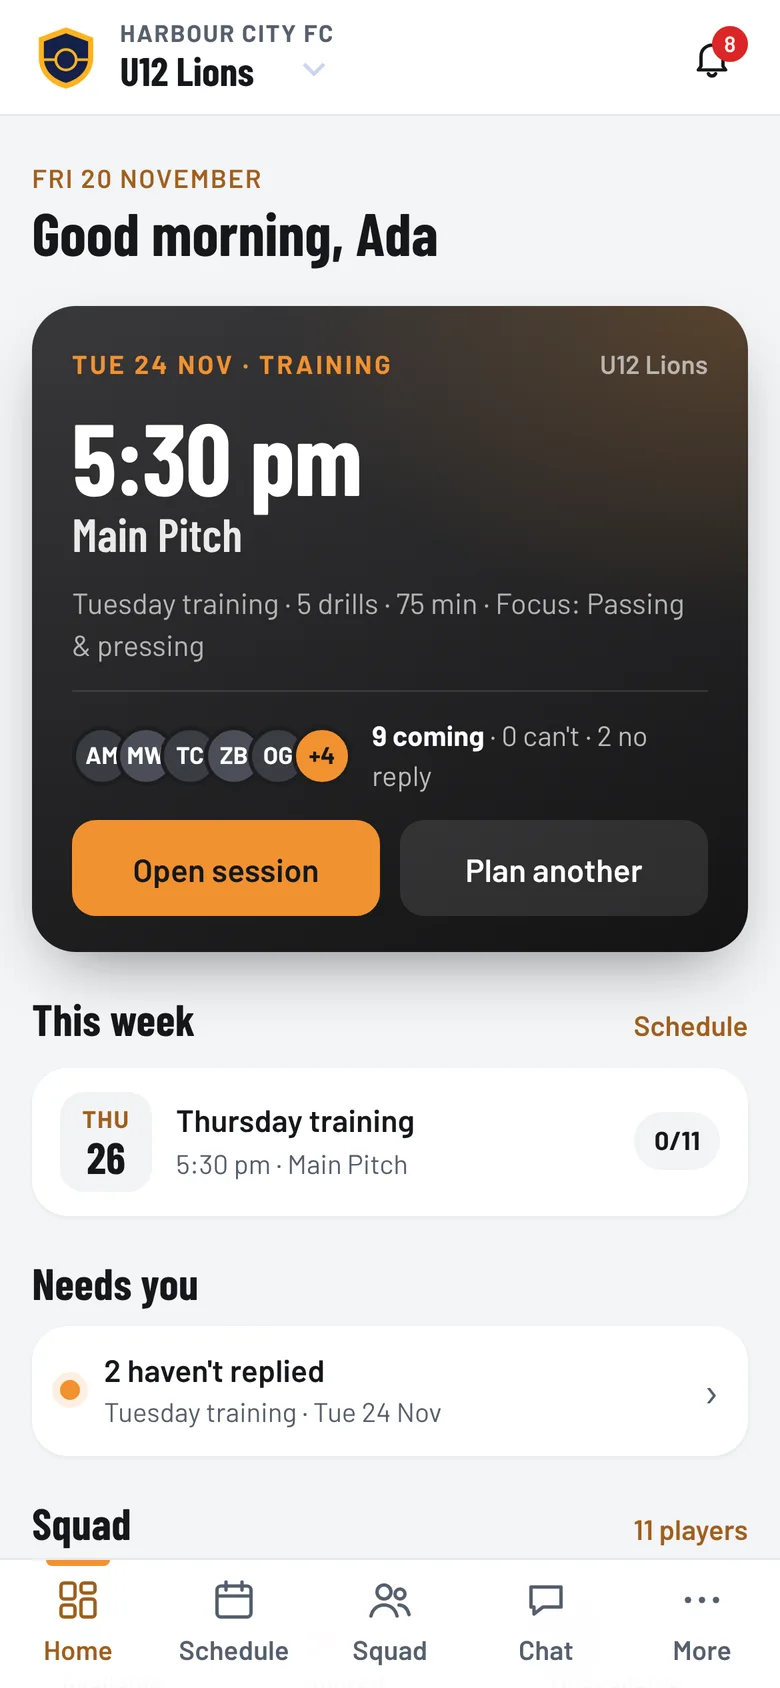 HARBOUR CITY FC
U12 Lions
8
FRI 20 NOVEMBER
Good morning, Ada
TUE 24 NOV · TRAINING
U12 Lions
5:30 pm
Main Pitch
Tuesday training · 5 drills · 75 min · Focus: Passing
& pressing
AM MW TC ZB OG +4
9 coming · 0 can't · 2 no
reply
Open session
Plan another
This week
Schedule
THU
26
Thursday training
5:30 pm · Main Pitch
0/11
Needs you
2 haven't replied
Tuesday training · Tue 24 Nov
Squad
11 players
Home
Schedule
Squad
Chat
More